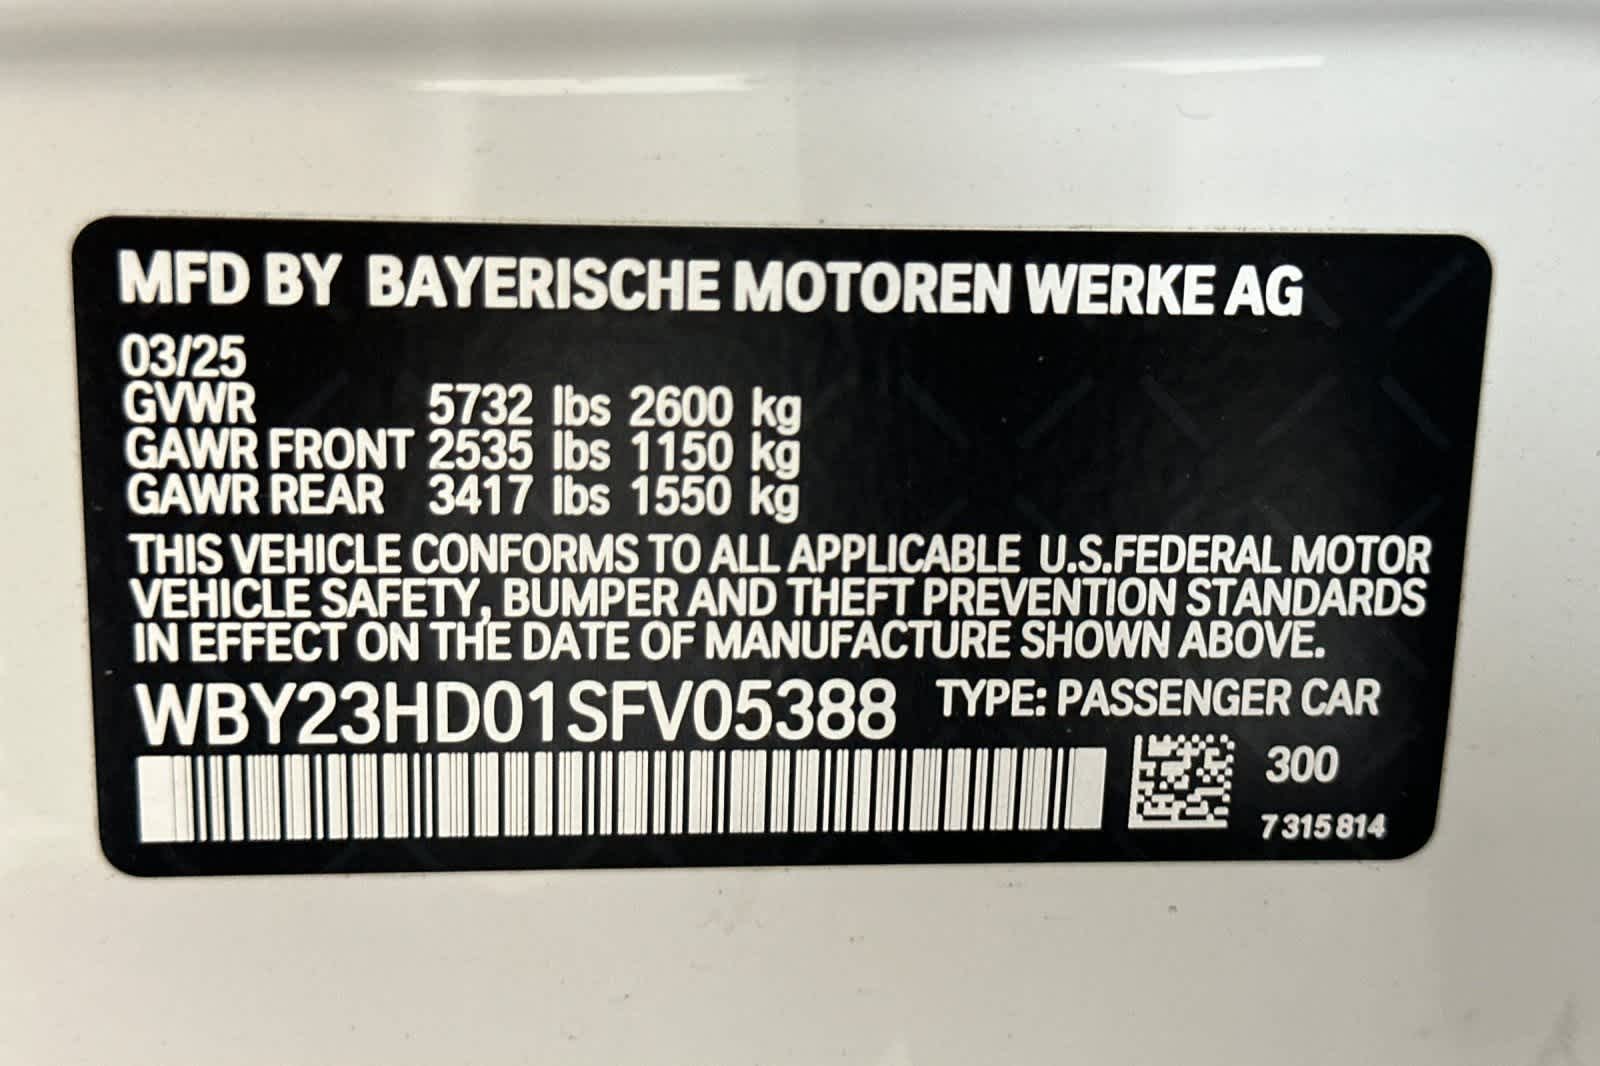 MFD BY BAYERISCHE MOTOREN WERKE AG
03/25
GVWR 5732 lbs 2600 kg
GAWR FRONT 2535 lbs 1150 kg
GAWR REAR 3417 lbs 1550 kg
THIS VEHICLE CONFORMS TO ALL APPLICABLE U.S.FEDERAL MOTOR
VEHICLE SAFETY, BUMPER AND THEFT PREVENTION STANDARDS
IN EFFECT ON THE DATE OF MANUFACTURE SHOWN ABOVE.
WBY23HD01SFV05388 TYPE: PASSENGER CAR
300
7 315 814